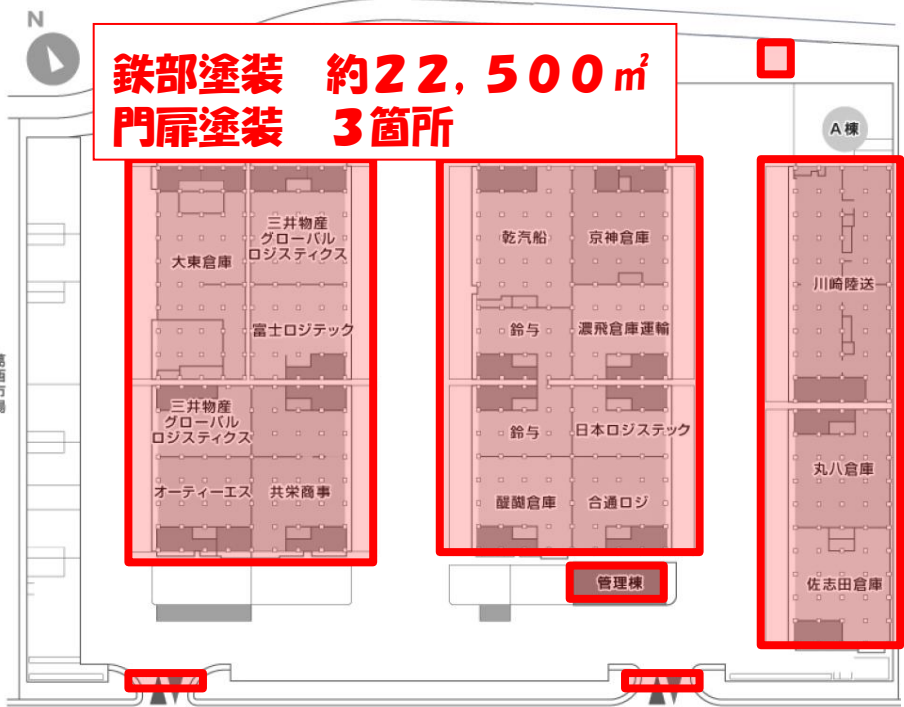 N
鉄部塗装　約２２，５００㎡
門扉塗装　３箇所
A棟
三井物産
グローバル
ロジスティクス
大東倉庫
富士ロジテック
三井物産
グローバル
ロジスティクス
オーティーエス
共栄商事
乾汽船
京神倉庫
鈴与
濃飛倉庫運輸
鈴与
日本ロジステック
醍醐倉庫
合通ロジ
管理棟
川崎陸送
丸八倉庫
佐志田倉庫
葛西市場